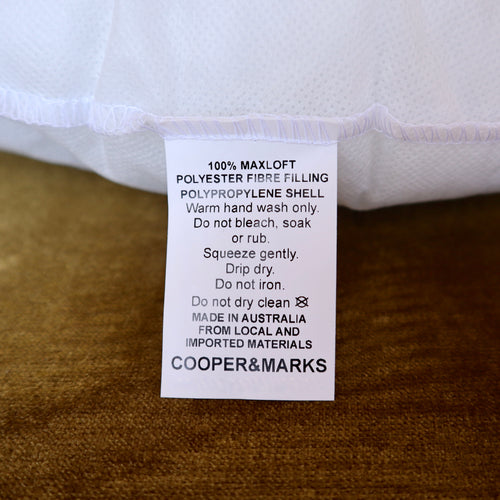 100% MAXLOFT
POLYESTER FIBRE FILLING
POLYPROPYLENE SHELL
Warm hand wash only.
Do not bleach, soak
or rub.
Squeeze gently.
Drip dry.
Do not iron.
Do not dry clean
MADE IN AUSTRALIA
FROM LOCAL AND
IMPORTED MATERIALS
COOPER&MARKS